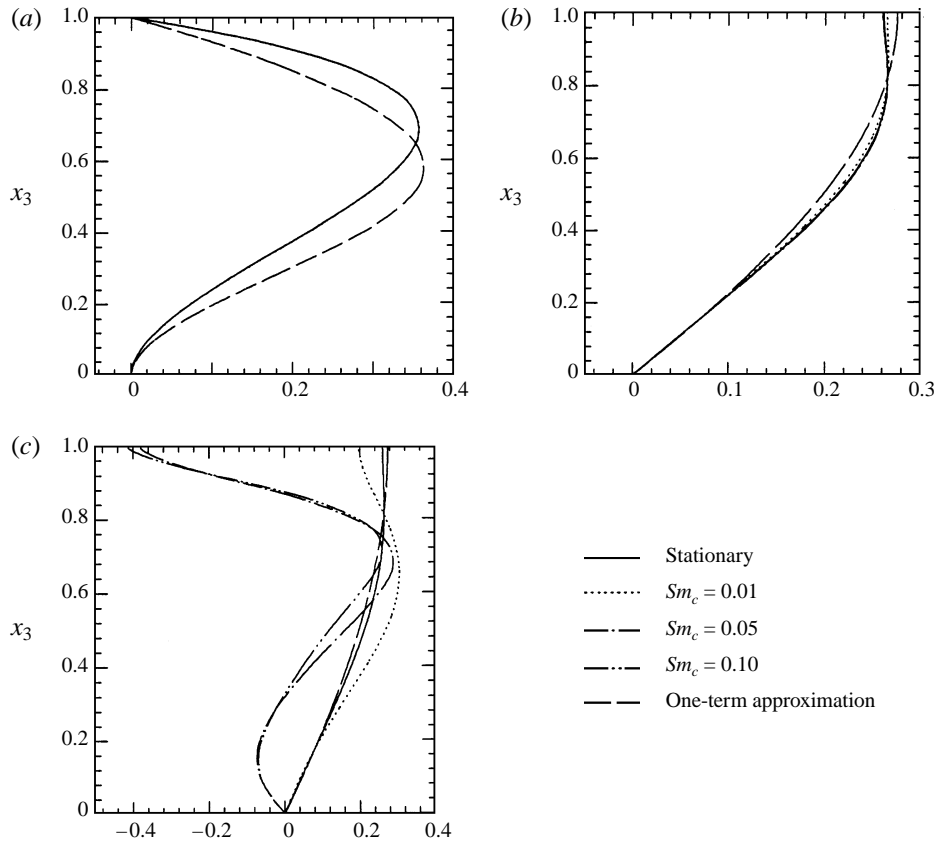 (a)
1.0
0.8
0.6
x3
0.4
0.2
0
0 0.2 0.4
(b)
1.0
0.8
0.6
x3
0.4
0.2
0
0 0.1 0.2 0.3
(c)
1.0
0.8
0.6
x3
0.4
0.2
0
−0.4 −0.2 0 0.2 0.4
Stationary
Smc = 0.01
Smc = 0.05
Smc = 0.10
One-term approximation